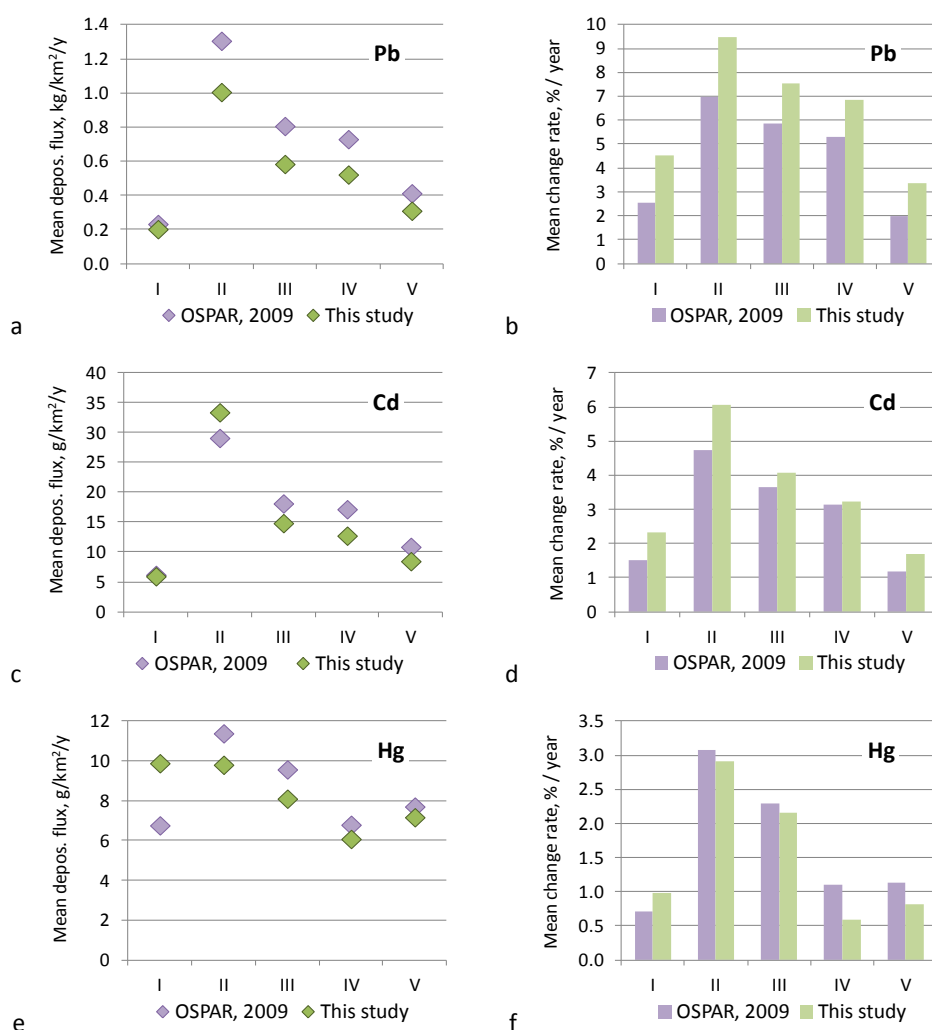 Mean depos. flux, kg/km²/y
1.4
1.2
1.0
0.8
0.6
0.4
0.2
0.0
Pb
I II III IV V
OSPAR, 2009 This study
a
Mean change rate, % / year
10
9
8
7
6
5
4
3
2
1
0
Pb
I II III IV V
OSPAR, 2009 This study
b
Mean depos. flux, g/km²/y
40
35
30
25
20
15
10
5
0
Cd
I II III IV V
OSPAR, 2009 This study
c
Mean change rate, % / year
7
6
5
4
3
2
1
0
Cd
I II III IV V
OSPAR, 2009 This study
d
Mean depos. flux, g/km²/y
12
10
8
6
4
2
0
Hg
I II III IV V
OSPAR, 2009 This study
e
Mean change rate, % / year
3.5
3.0
2.5
2.0
1.5
1.0
0.5
0.0
Hg
I II III IV V
OSPAR, 2009 This study
f